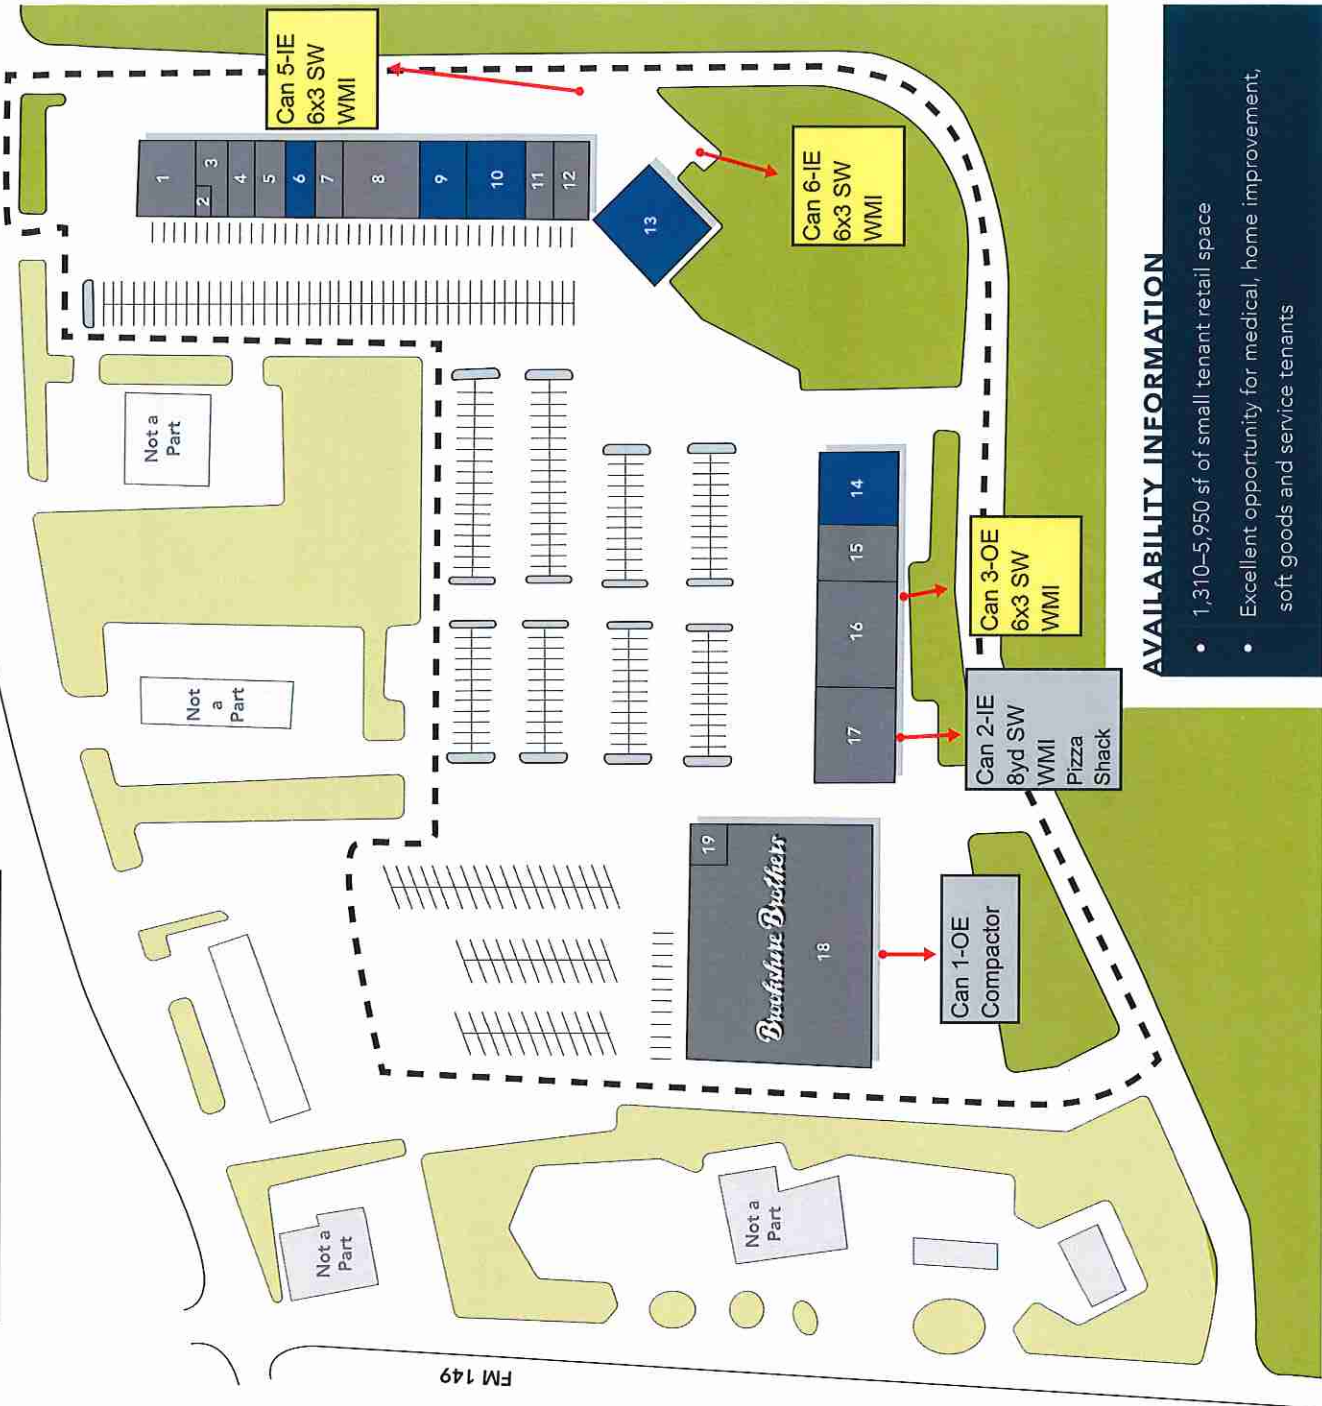 Can 5-IE
6x3 SW
WMI
1
2
3
4
5
6
7
8
9
10
11
12
13
Can 6-IE
6x3 SW
WMI
Not a
Part
Not
a
Part
14
15
16
17
Can 3-OE
6x3 SW
WMI
Can 2-IE
8yd SW
WMI
Pizza
Shack
19
Brookshire Brothers
18
Can 1-OE
Compactor
Not a
Part
Not a
Part
FM 149
AVAILABILITY INFORMATION
• 1,310–5,950 sf of small tenant retail space
• Excellent opportunity for medical, home improvement,
soft goods and service tenants